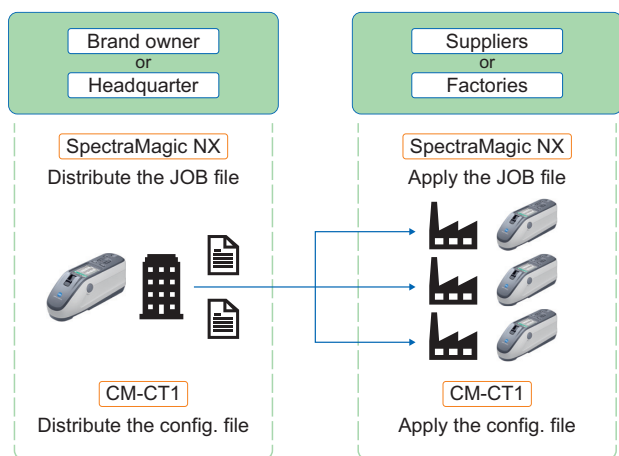 Brand owner
or
Headquarter
SpectraMagic NX
Distribute the JOB file
CM-CT1
Distribute the config. file
Suppliers
or
Factories
SpectraMagic NX
Apply the JOB file
CM-CT1
Apply the config. file